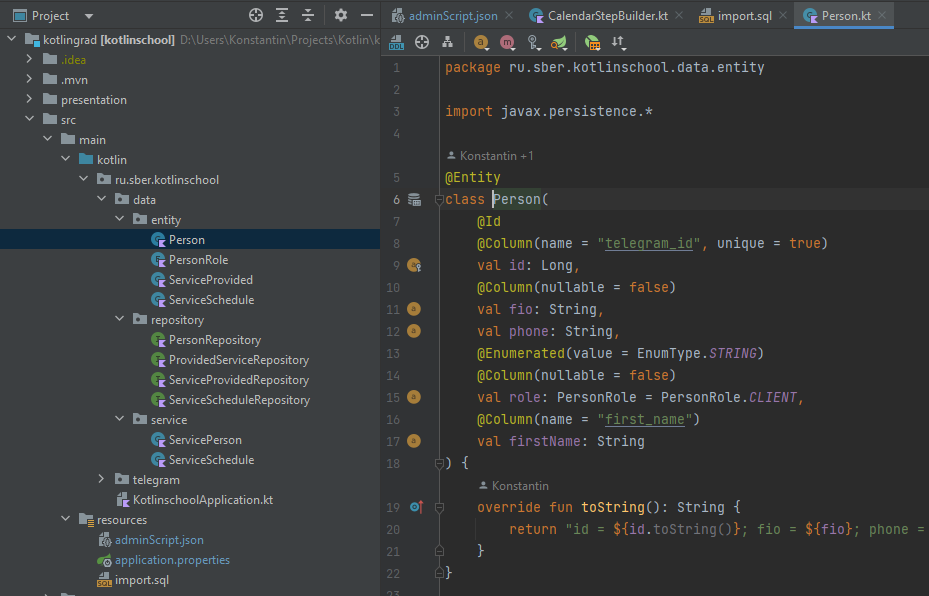 Project
adminScript.json
CalendarStepBuilder.kt
import.sql
Person.kt
kotlingrad [kotlinschool] D:\Users\Konstantin\Projects\Kotlin\k
.idea
.mvn
presentation
src
main
kotlin
ru.sber.kotlinschool
data
entity
Person
PersonRole
ServiceProvided
ServiceSchedule
repository
PersonRepository
ProvidedServiceRepository
ServiceProvidedRepository
ServiceScheduleRepository
service
ServicePerson
ServiceSchedule
telegram
KotlinschoolApplication.kt
resources
adminScript.json
application.properties
import.sql
1 package ru.sber.kotlinschool.data.entity
2
3 import javax.persistence.*
4
Konstantin +1
5 @Entity
6 class Person(
7 @Id
8 @Column(name = "telegram_id", unique = true)
9 val id: Long,
10 @Column(nullable = false)
11 val fio: String,
12 val phone: String,
13 @Enumerated(value = EnumType.STRING)
14 @Column(nullable = false)
15 val role: PersonRole = PersonRole.CLIENT,
16 @Column(name = "first_name")
17 val firstName: String
18 ) {
Konstantin
19 override fun toString(): String {
20 return "id = ${id.toString()}; fio = ${fio}; phone =
21 }
22 }
23